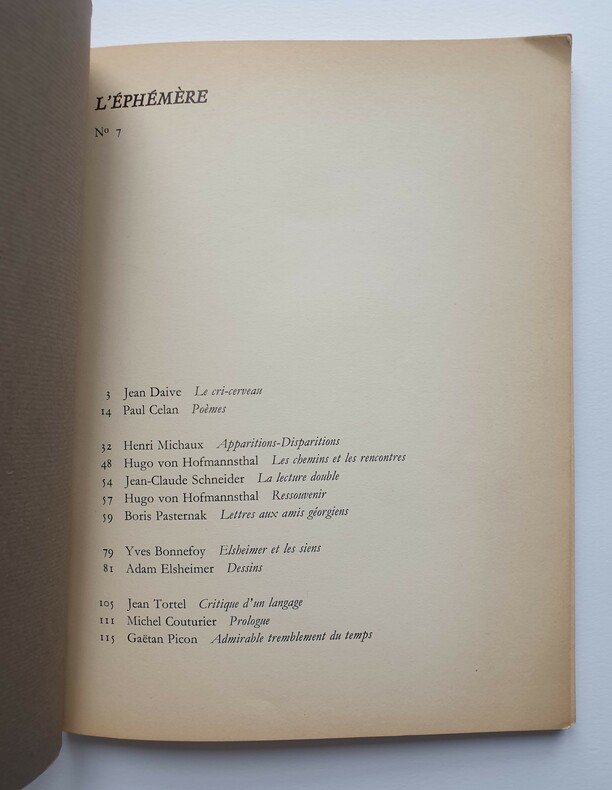 L'ÉPHÉMÈRE
Nº 7
3 Jean Daive Le cri-cerveau
14 Paul Celan Poèmes
32 Henri Michaux Apparitions-Disparitions
48 Hugo von Hofmannsthal Les chemins et les rencontres
54 Jean-Claude Schneider La lecture double
57 Hugo von Hofmannsthal Ressouvenir
59 Boris Pasternak Lettres aux amis géorgiens
79 Yves Bonnefoy Elsheimer et les siens
81 Adam Elsheimer Dessins
105 Jean Tortel Critique d'un langage
111 Michel Couturier Prologue
115 Gaëtan Picon Admirable tremblement du temps